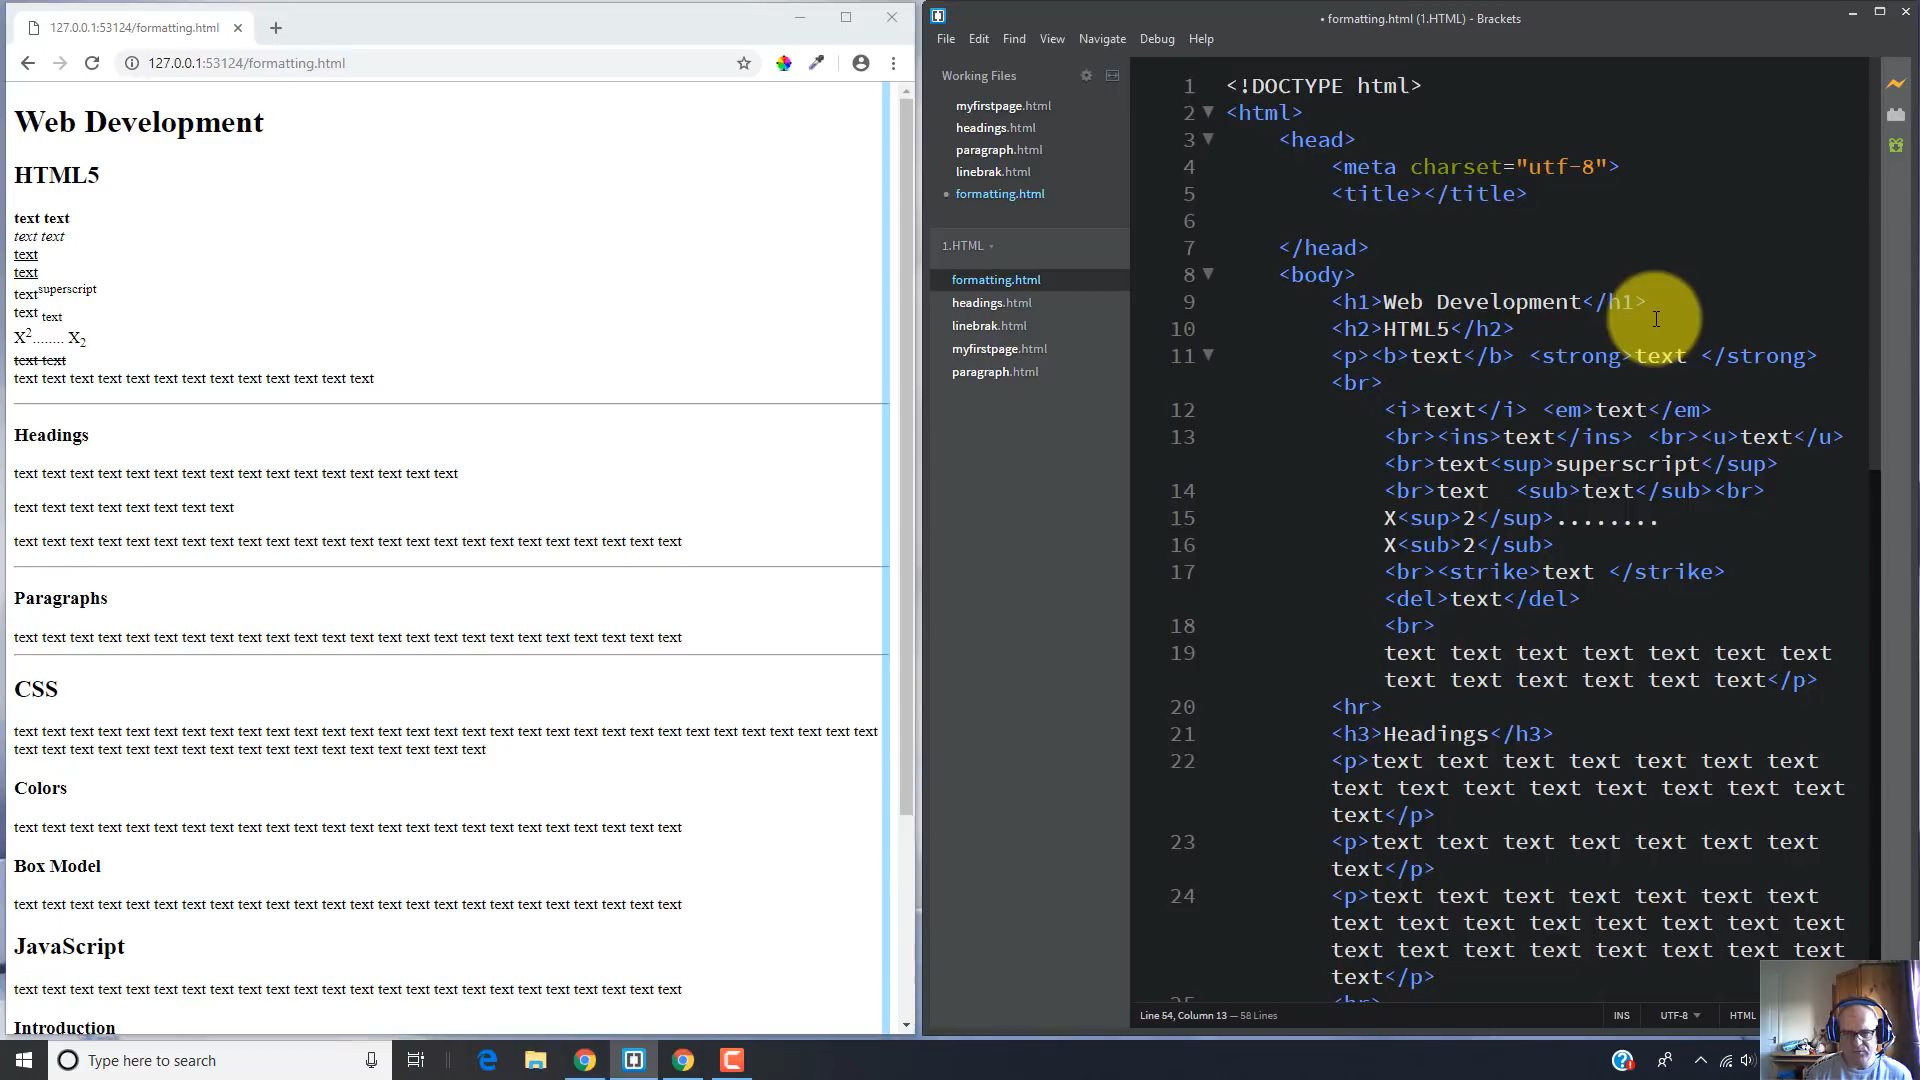 127.0.0.1:53124/formatting.html
127.0.0.1:53124/formatting.html
Web Development
HTML5
text text
text text
text
text
textsuperscript
text text
X2........ X2
text text
text text text text text text text text text text text text text
Headings
text text text text text text text text text text text text text text text text
text text text text text text text text
text text text text text text text text text text text text text text text text text text text text text text text text
Paragraphs
text text text text text text text text text text text text text text text text text text text text text text text text
CSS
text text text text text text text text text text text text text text text text text text text text text text text text text text text text text text text
text text text text text text text text text text text text text text text text text
Colors
text text text text text text text text text text text text text text text text text text text text text text text text
Box Model
text text text text text text text text text text text text text text text text text text text text text text text text
JavaScript
text text text text text text text text text text text text text text text text text text text text text text text text
Introduction
• formatting.html (1.HTML) - Brackets
File Edit Find View Navigate Debug Help
Working Files
myfirstpage.html
headings.html
paragraph.html
linebrak.html
formatting.html
1.HTML
formatting.html
headings.html
linebrak.html
myfirstpage.html
paragraph.html
1 <!DOCTYPE html>
2 <html>
3 <head>
4 <meta charset="utf-8">
5 <title></title>
6
7 </head>
8 <body>
9 <h1>Web Development</h1>
10 <h2>HTML5</h2>
11 <p><b>text</b> <strong>text </strong>
<br>
12 <i>text</i> <em>text</em>
13 <br><ins>text</ins> <br><u>text</u>
<br>text<sup>superscript</sup>
14 <br>text  <sub>text</sub><br>
15 X<sup>2</sup>........
16 X<sub>2</sub>
17 <br><strike>text </strike>
<del>text</del>
18 <br>
19 text text text text text text text
text text text text text text</p>
20 <hr>
21 <h3>Headings</h3>
22 <p>text text text text text text text
text text text text text text text text
text</p>
23 <p>text text text text text text text
text</p>
24 <p>text text text text text text text
text text text text text text text text
text text text text text text text text
text</p>
<br>
Line 54, Column 13 — 58 Lines
INS UTF-8 HTML
Type here to search